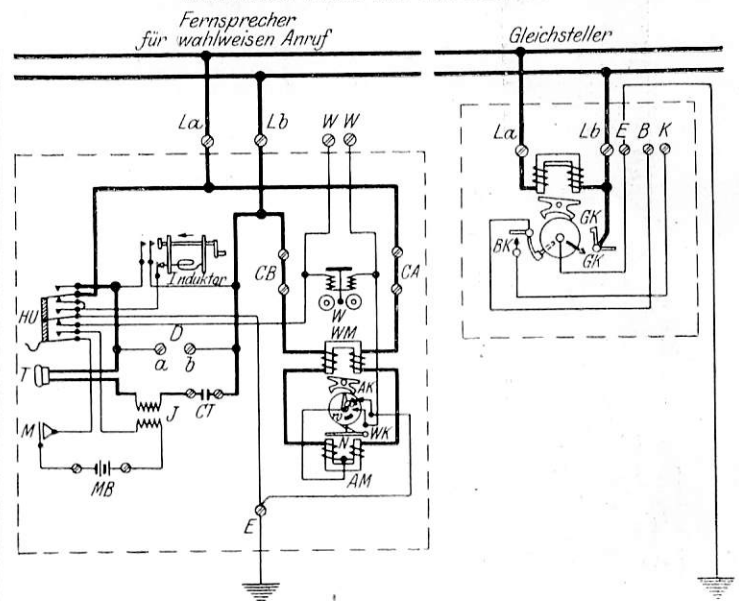 Fernsprecher
für wahlweisen Anruf
Gleichsteller
La Lb W W
La Lb E B K
GK
BK
GK
Induktor
CB
CA
HU
W
D
WM
a b
T
AK
J
CT
w
M
WK
N
MB
AM
E